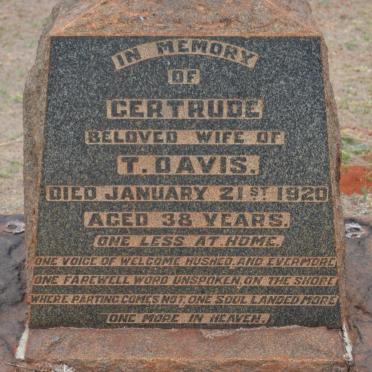 IN MEMORY
OF
GERTRUDE
BELOVED WIFE OF
T. DAVIS.
DIED JANUARY 21ST 1920
AGED 38 YEARS.
ONE LESS AT HOME,
ONE VOICE OF WELCOME, HUSHED, AND EVERMORE,
ONE FAREWELL WORD UNSPOKEN, ON THE SHORE
WHERE PARTING COMES NOT, ONE SOUL LANDED MORE
ONE MORE IN HEAVEN.